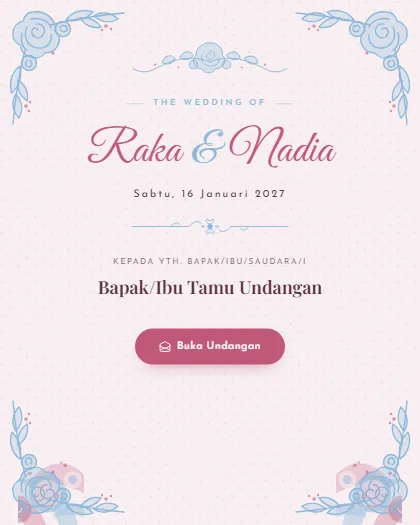 THE WEDDING OF
Raka & Nadia
Sabtu, 16 Januari 2027
KEPADA YTH. BAPAK/IBU/SAUDARA/I
Bapak/Ibu Tamu Undangan
Buka Undangan